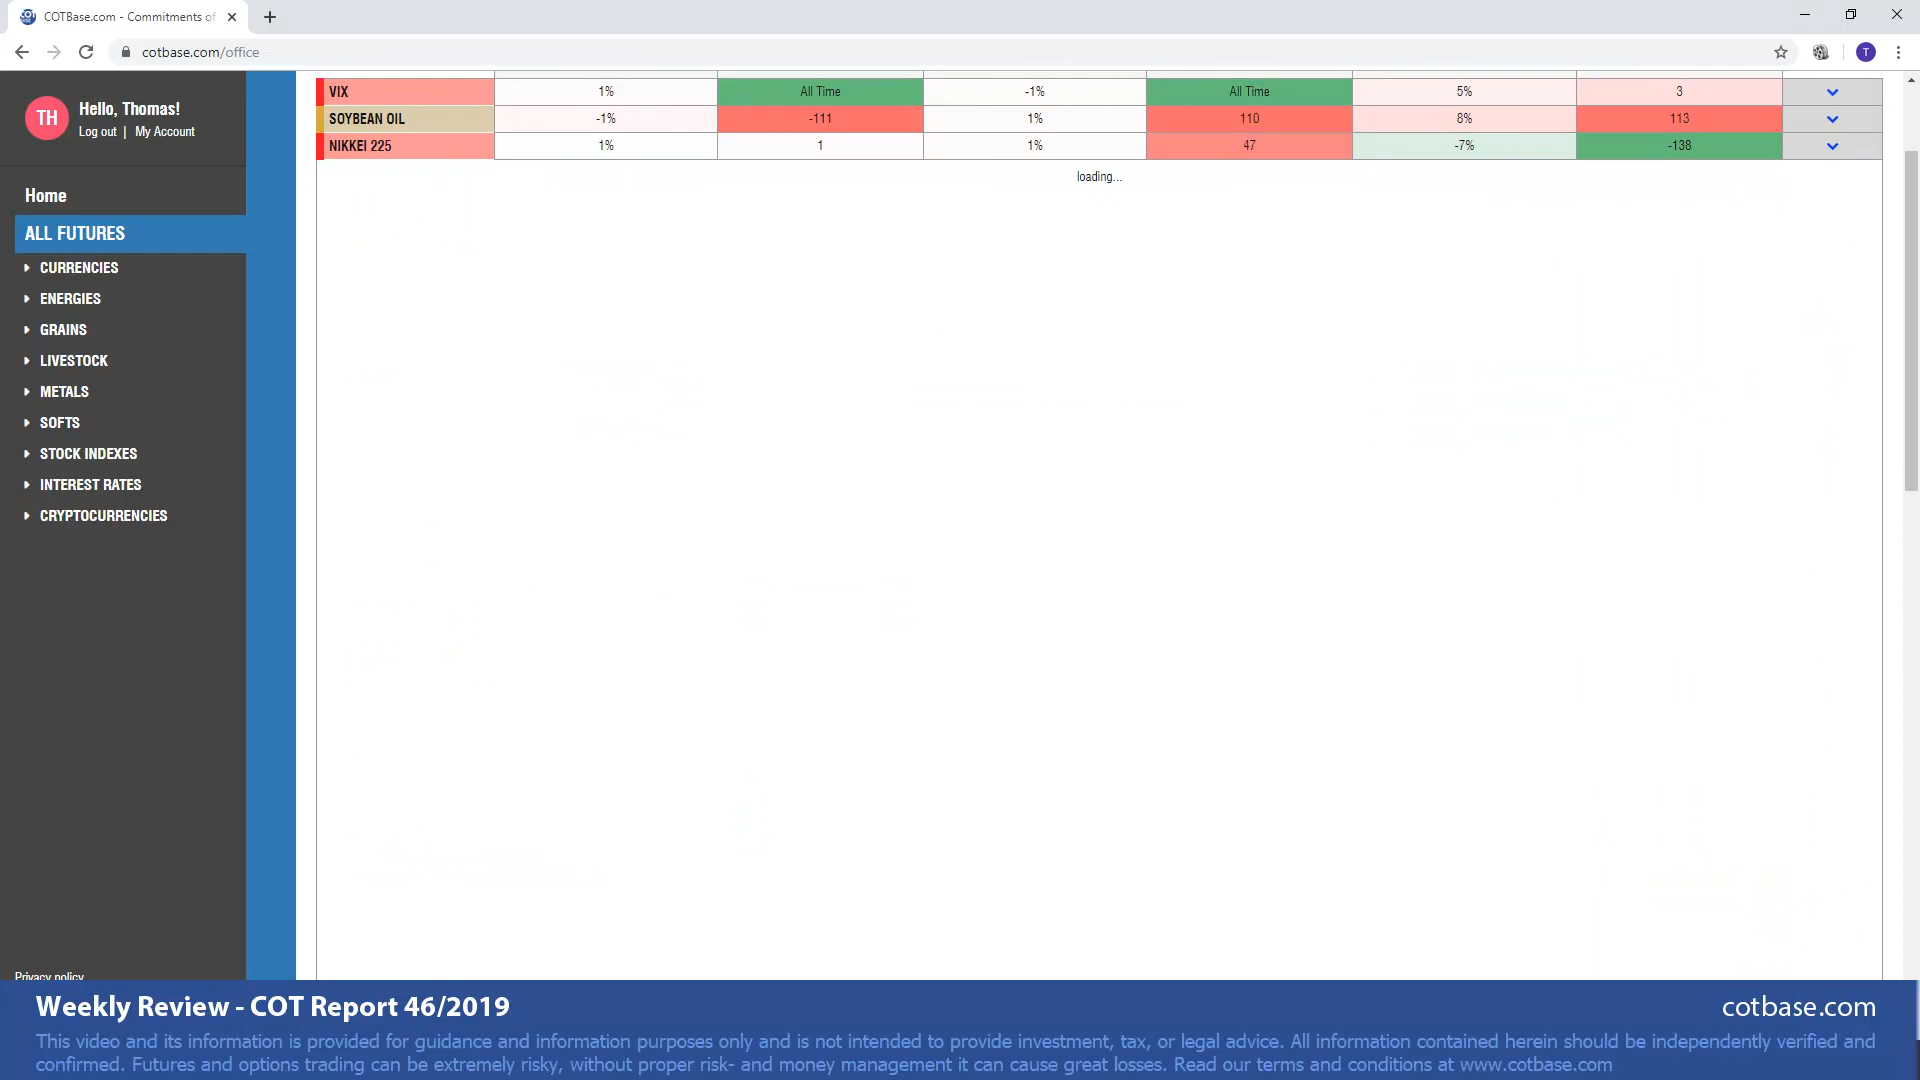 COTBase.com - Commitments of
cotbase.com/office
T
TH
Hello, Thomas!
Log out | My Account
Home
ALL FUTURES
CURRENCIES
ENERGIES
GRAINS
LIVESTOCK
METALS
SOFTS
STOCK INDEXES
INTEREST RATES
CRYPTOCURRENCIES
Privacy policy
VIX 1% All Time -1% All Time 5% 3
SOYBEAN OIL -1% -111 1% 110 8% 113
NIKKEI 225 1% 1 1% 47 -7% -138
loading...
Weekly Review - COT Report 46/2019
cotbase.com
This video and its information is provided for guidance and information purposes only and is not intended to provide investment, tax, or legal advice. All information contained herein should be independently verified and
confirmed. Futures and options trading can be extremely risky, without proper risk- and money management it can cause great losses. Read our terms and conditions at www.cotbase.com